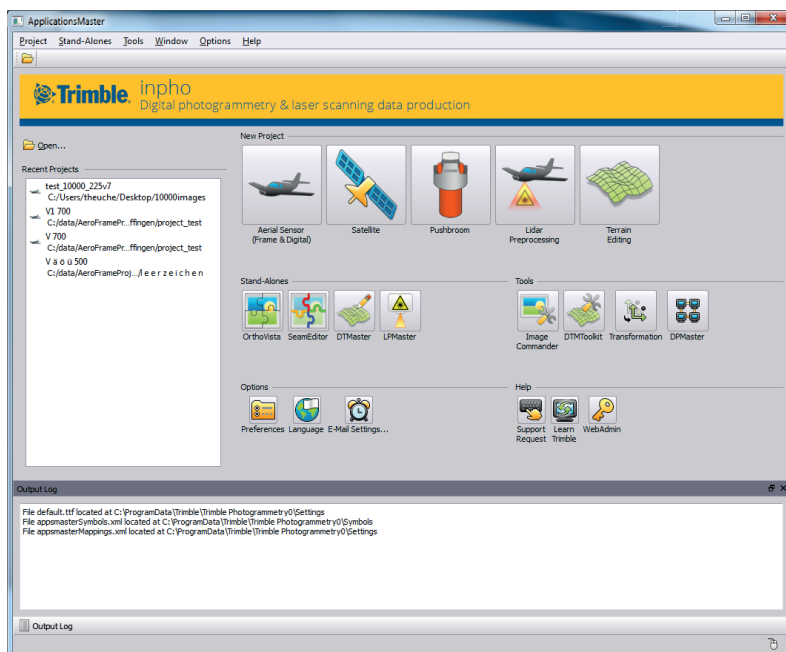 ApplicationsMaster
Project Stand-Alones Tools Window Options Help
Trimble. inpho
Digital photogrammetry & laser scanning data production
Open...
Recent Projects
test_10000_225v7
C:/Users/theuche/Desktop/10000images
V1 700
C:/data/AeroFramePr...ffingen/project_test
V 700
C:/data/AeroFramePr...ffingen/project_test
V ä ö ü 500
C:/data/AeroFrameProj.../l e e r z e i c h e n
New Project
Aerial Sensor
(Frame & Digital)
Satellite
Pushbroom
Lidar
Preprocessing
Terrain
Editing
Stand-Alones
OrthoVista
SeamEditor
DTMaster
LPMaster
Tools
Image
Commander
DTMToolkit
Transformation
DPMaster
Options
Preferences
Language
E-Mail Settings...
Help
Support
Request
Learn
Trimble
WebAdmin
Output Log
File default.ttf located at C:\ProgramData\Trimble\Trimble Photogrammetry0\Settings
File appsmasterSymbols.xml located at C:\ProgramData\Trimble\Trimble Photogrammetry0\Symbols
File appsmasterMappings.xml located at C:\ProgramData\Trimble\Trimble Photogrammetry0\Settings
Output Log